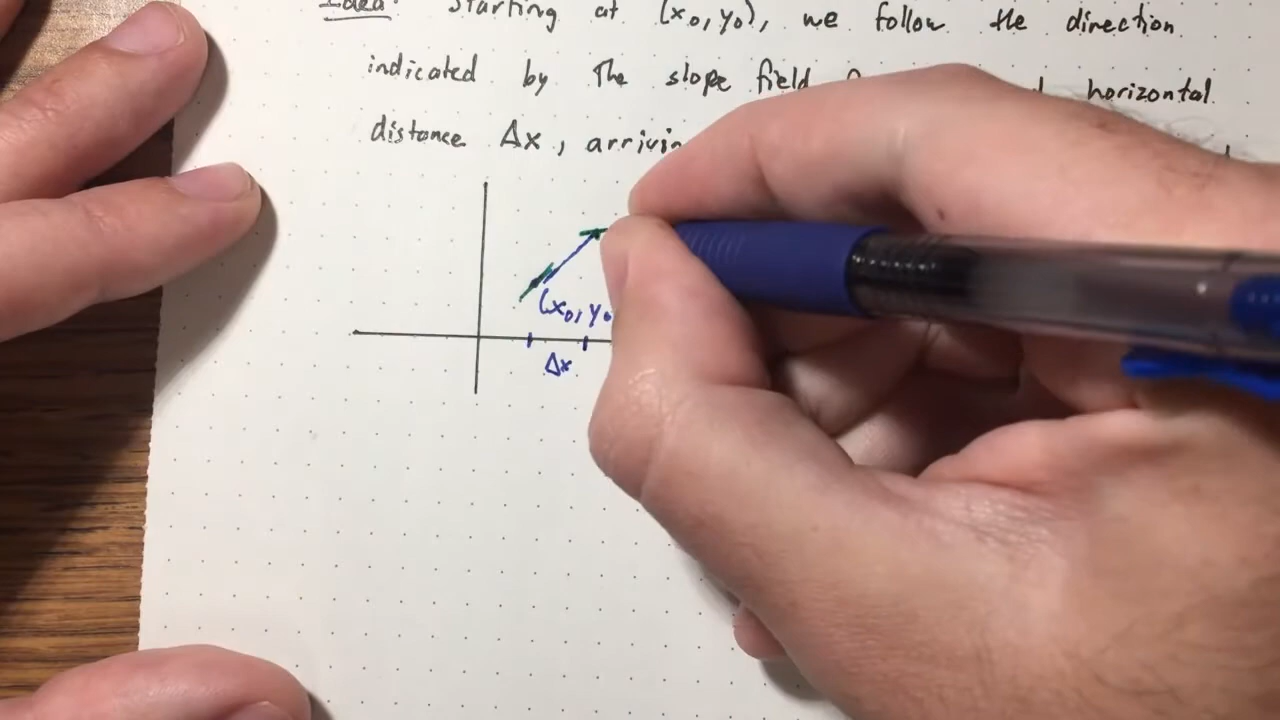 Idea: Starting at (x₀, y₀), we follow the direction
indicated by the slope field horizontal
distance Δx,
(x₀, y₀
Δx